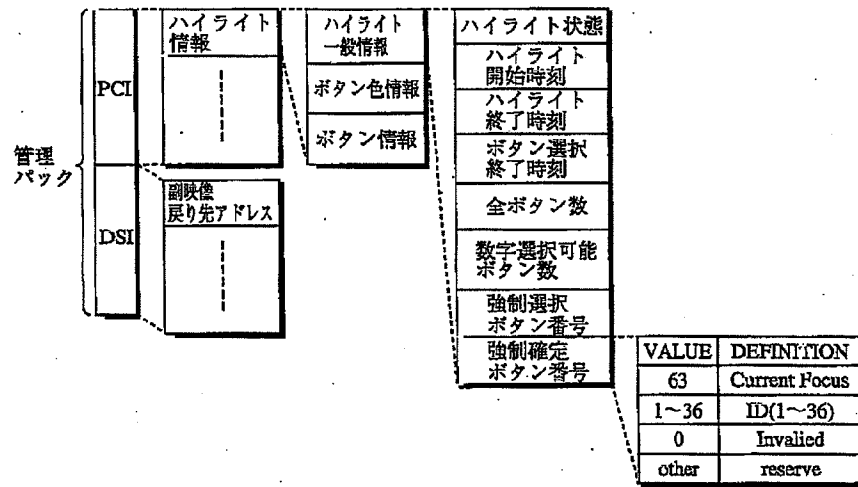 管理
パック
PCI
DSI
ハイライト
情報
副映像
戻り先アドレス
ハイライト
一般情報
ボタン色情報
ボタン情報
ハイライト状態
ハイライト
開始時刻
ハイライト
終了時刻
ボタン選択
終了時刻
全ボタン数
数字選択可能
ボタン数
強制選択
ボタン番号
強制確定
ボタン番号
VALUE DEFINITION
63 Current Focus
1~36 ID(1~36)
0 Invalied
other reserve